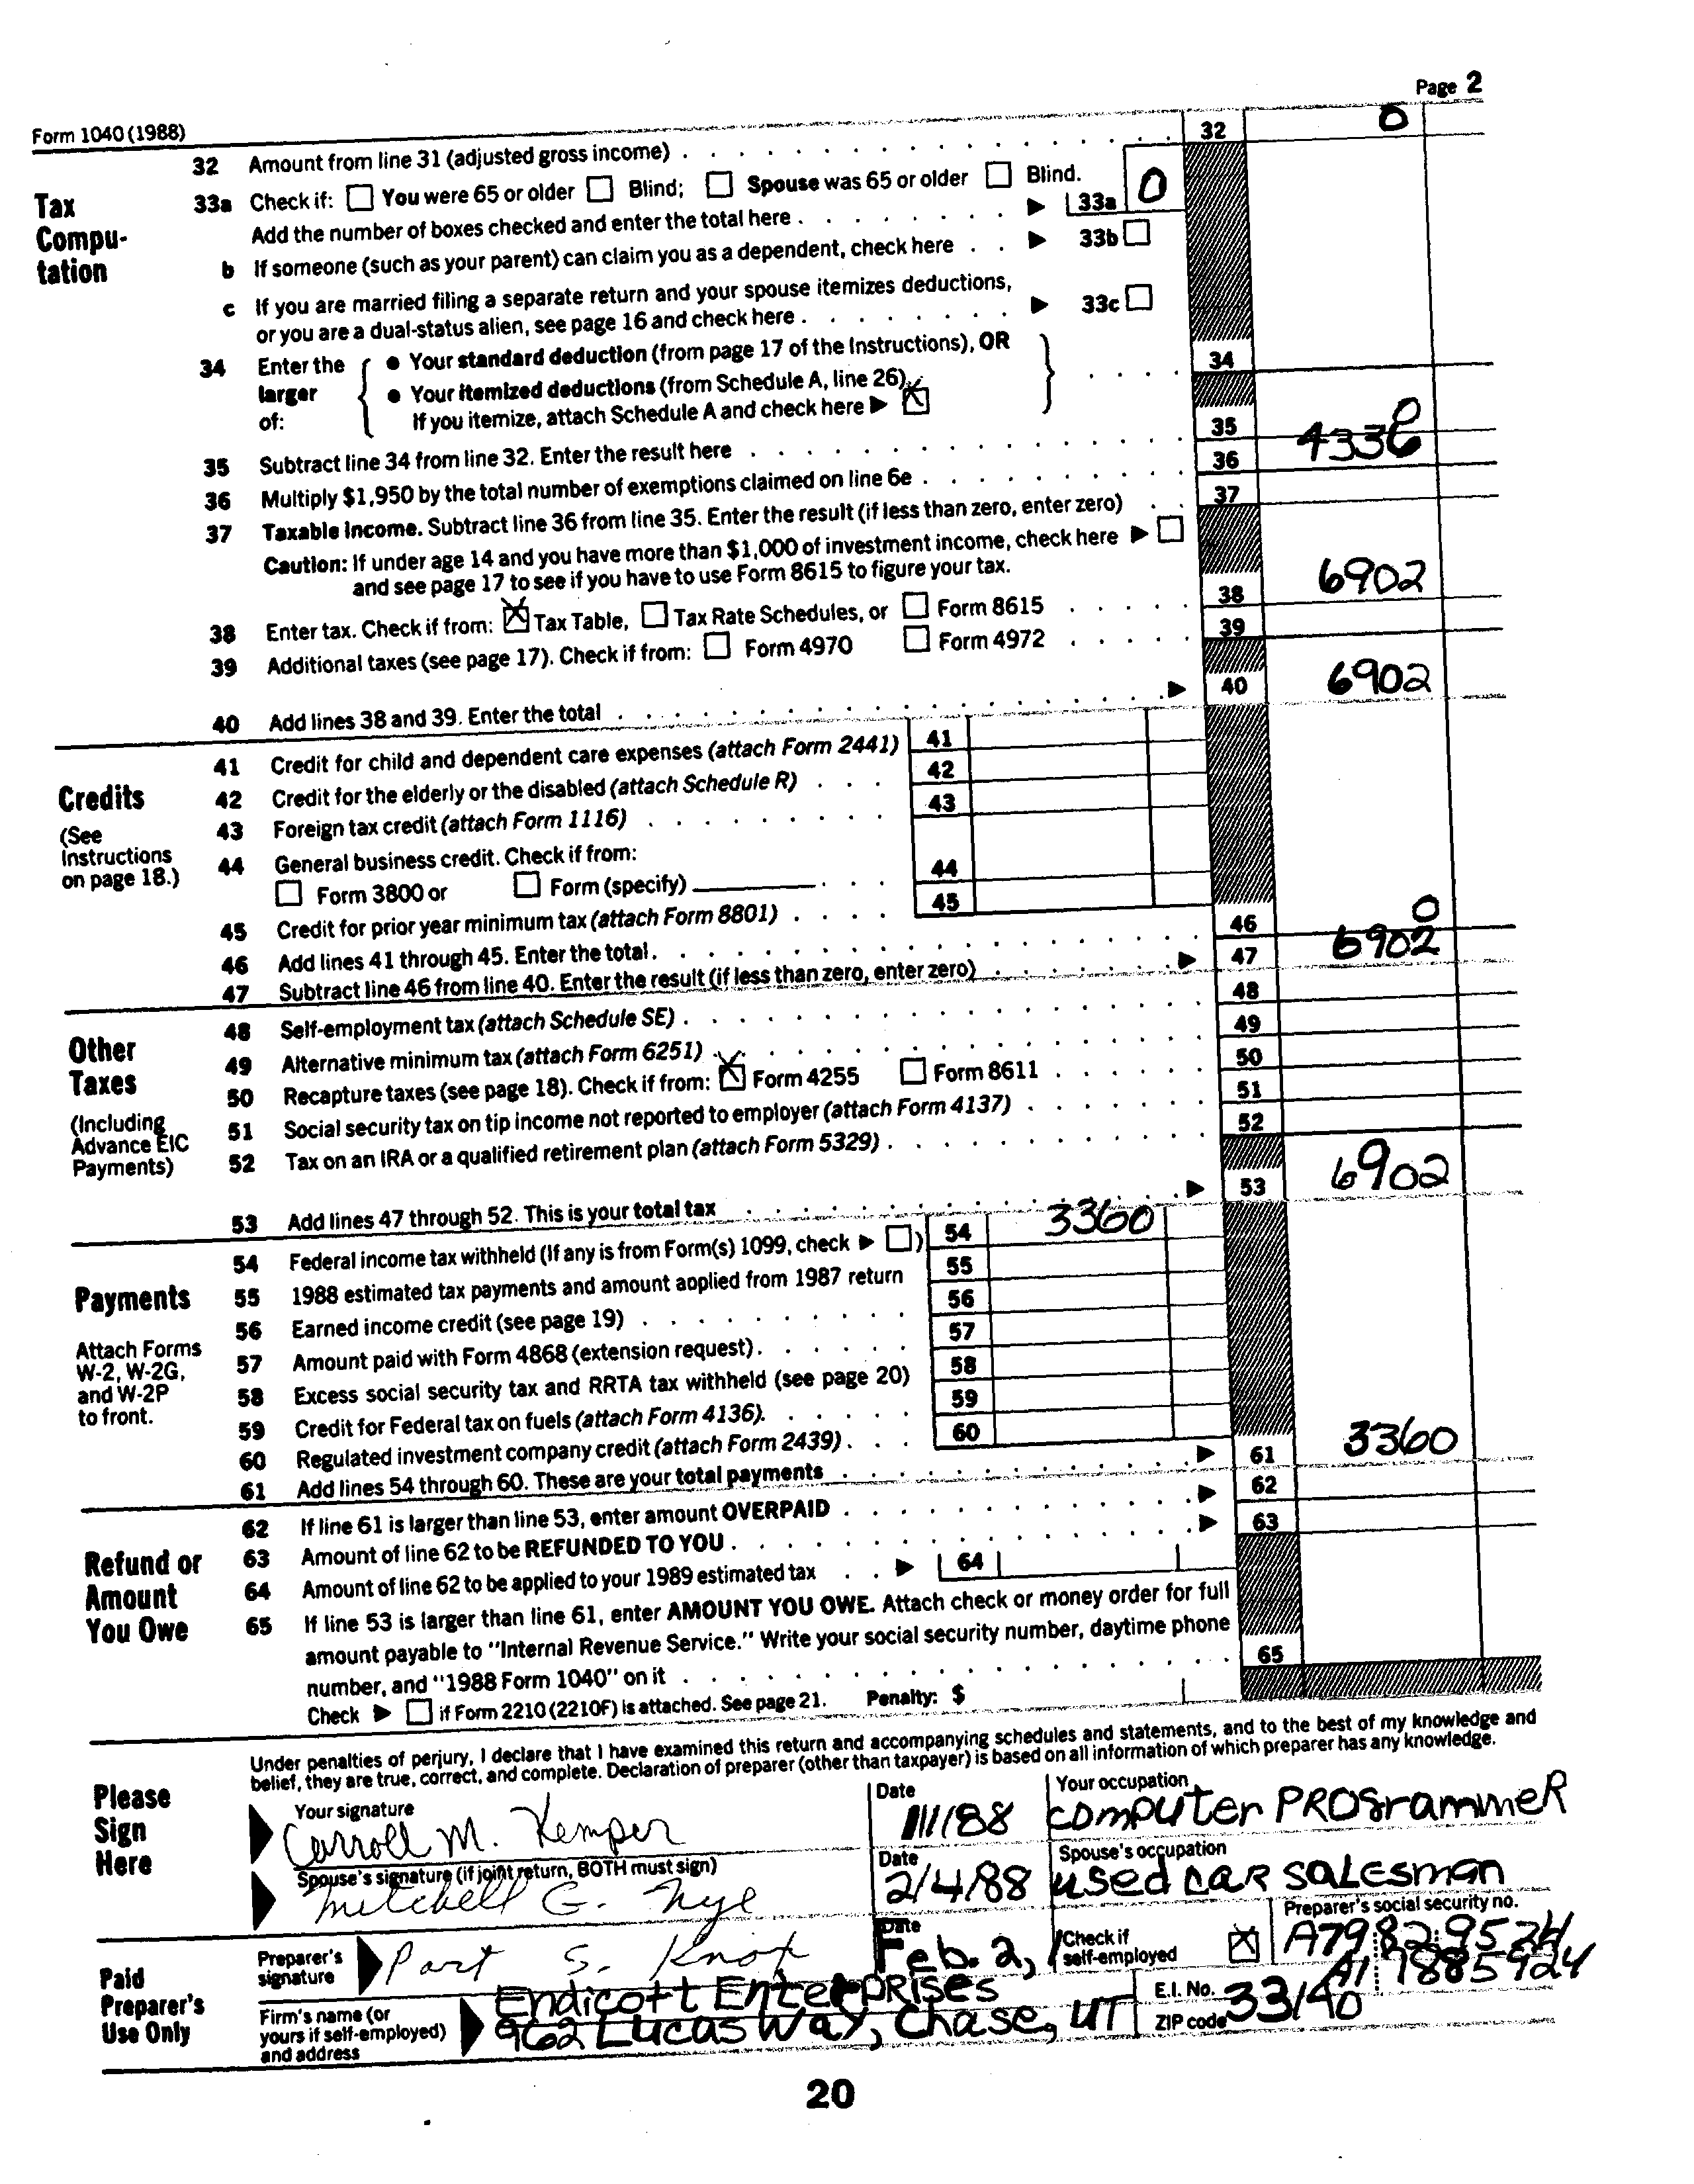 Page 2
Form 1040 (1988)
32 Amount from line 31 (adjusted gross income) . . . 32 0
Tax Compu-tation
33a Check if: You were 65 or older Blind; Spouse was 65 or older Blind.
Add the number of boxes checked and enter the total here . . . 33a 0
b If someone (such as your parent) can claim you as a dependent, check here . . 33b
c If you are married filing a separate return and your spouse itemizes deductions,
or you are a dual-status alien, see page 16 and check here . . . 33c
34 Enter the larger of:
• Your standard deduction (from page 17 of the Instructions), OR
• Your itemized deductions (from Schedule A, line 26).
If you itemize, attach Schedule A and check here X
34
35 Subtract line 34 from line 32. Enter the result here . . . 35 0
36 Multiply $1,950 by the total number of exemptions claimed on line 6e . . . 36
37 Taxable income. Subtract line 36 from line 35. Enter the result (if less than zero, enter zero) . . 37
Caution: If under age 14 and you have more than $1,000 of investment income, check here
and see page 17 to see if you have to use Form 8615 to figure your tax.
38 Enter tax. Check if from: X Tax Table, Tax Rate Schedules, or Form 8615 . . . 38 6902
39 Additional taxes (see page 17). Check if from: Form 4970 Form 4972 . . . 39
40 Add lines 38 and 39. Enter the total . . . 40 6902
Credits
(See Instructions on page 18.)
41 Credit for child and dependent care expenses (attach Form 2441) 41
42 Credit for the elderly or the disabled (attach Schedule R) . . . 42
43 Foreign tax credit (attach Form 1116) . . . 43
44 General business credit. Check if from:
Form 3800 or Form (specify) . . . 44
45 Credit for prior year minimum tax (attach Form 8801) . . . 45
46 Add lines 41 through 45. Enter the total . . . 46 0
47 Subtract line 46 from line 40. Enter the result (if less than zero, enter zero) . . . 47 6902
Other Taxes
(Including Advance EIC Payments)
48 Self-employment tax (attach Schedule SE) . . . 48
49 Alternative minimum tax (attach Form 6251) . . . 49
50 Recapture taxes (see page 18). Check if from: X Form 4255 Form 8611 . . . 50
51 Social security tax on tip income not reported to employer (attach Form 4137) . . . 51
52 Tax on an IRA or a qualified retirement plan (attach Form 5329) . . . 52
53 Add lines 47 through 52. This is your total tax . . . 53 6902
Payments
Attach Forms W-2, W-2G, and W-2P to front.
54 Federal income tax withheld (If any is from Form(s) 1099, check ) 54 3360
55 1988 estimated tax payments and amount applied from 1987 return 55
56 Earned income credit (see page 19) . . . 56
57 Amount paid with Form 4868 (extension request) . . . 57
58 Excess social security tax and RRTA tax withheld (see page 20) 58
59 Credit for Federal tax on fuels (attach Form 4136). . . . 59
60 Regulated investment company credit (attach Form 2439) . . . 60
61 Add lines 54 through 60. These are your total payments . . . 61 3360
Refund or Amount You Owe
62 If line 61 is larger than line 53, enter amount OVERPAID . . . 62
63 Amount of line 62 to be REFUNDED TO YOU . . . 63
64 Amount of line 62 to be applied to your 1989 estimated tax . . 64
65 If line 53 is larger than line 61, enter AMOUNT YOU OWE. Attach check or money order for full
amount payable to "Internal Revenue Service." Write your social security number, daytime phone
number, and "1988 Form 1040" on it . . . 65
Check if Form 2210 (2210F) is attached. See page 21. Penalty: $
Please Sign Here
Under penalties of perjury, I declare that I have examined this return and accompanying schedules and statements, and to the best of my knowledge and
belief, they are true, correct, and complete. Declaration of preparer (other than taxpayer) is based on all information of which preparer has any knowledge.
Your signature Date Your occupation
Carroll M. Kemper 1/1/88 computer PROgrammeR
Spouse's signature (if joint return, BOTH must sign) Date Spouse's occupation
Mitchell G. Nye 2/4/88 used caR saLesman
Paid Preparer's Use Only
Preparer's signature Part S. Knox Date Feb. 2, Check if self-employed X Preparer's social security no.
Firm's name (or yours if self-employed) and address
Endicott EnterPRises E.I. No.
962 Lucas Way, Chase, UT ZIP code 33140
20